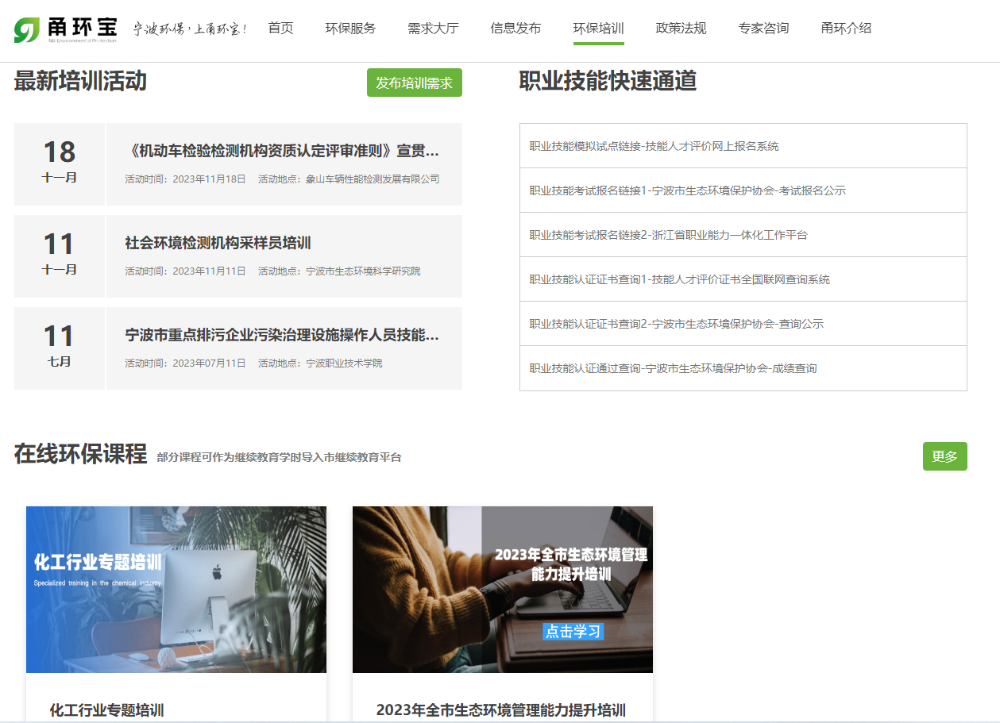 甬环宝
NB Environmental Protection
宁波环保,上甬环宝!
首页
环保服务
需求大厅
信息发布
环保培训
政策法规
专家咨询
甬环介绍
最新培训活动
发布培训需求
18
十一月
《机动车检验检测机构资质认定评审准则》宣贯...
活动时间：2023年11月18日 活动地点：象山车辆性能检测发展有限公司
11
十一月
社会环境检测机构采样员培训
活动时间：2023年11月11日 活动地点：宁波市生态环境科学研究院
11
七月
宁波市重点排污企业污染治理设施操作人员技能...
活动时间：2023年07月11日 活动地点：宁波职业技术学院
职业技能快速通道
职业技能模拟试点链接-技能人才评价网上报名系统
职业技能考试报名链接1-宁波市生态环境保护协会-考试报名公示
职业技能考试报名链接2-浙江省职业能力一体化工作平台
职业技能认证证书查询1-技能人才评价证书全国联网查询系统
职业技能认证证书查询2-宁波市生态环境保护协会-查询公示
职业技能认证通过查询-宁波市生态环境保护协会-成绩查询
在线环保课程 部分课程可作为继续教育学时导入市继续教育平台
更多
化工行业专题培训
Specialized training in the chemical industry
化工行业专题培训
2023年全市生态环境管理
能力提升培训
点击学习
2023年全市生态环境管理能力提升培训